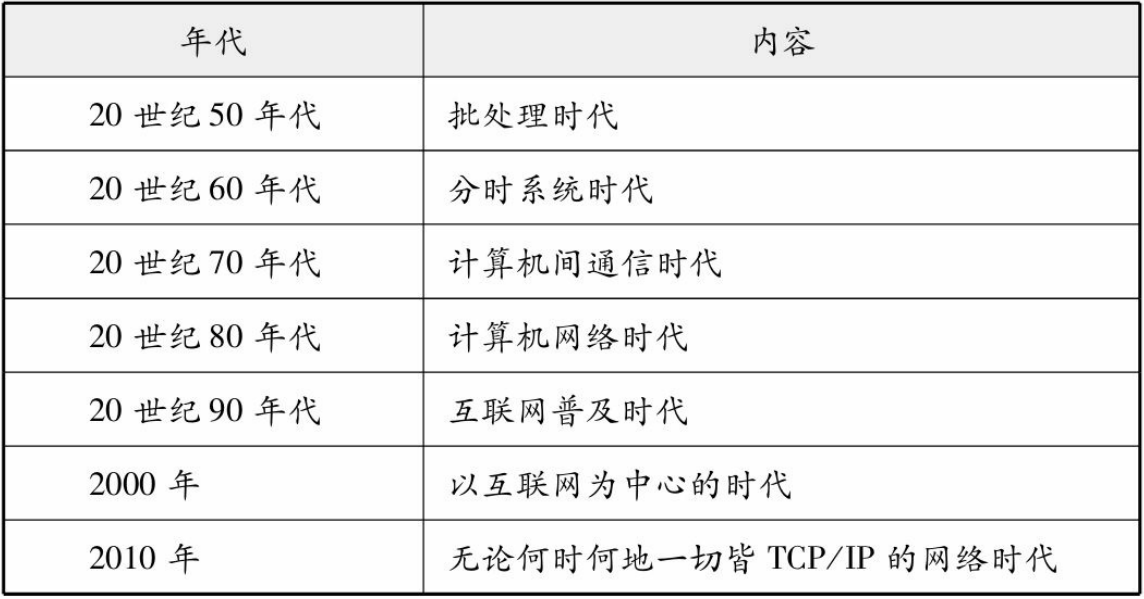 年代 内容
20 世纪 50 年代 批处理时代
20 世纪 60 年代 分时系统时代
20 世纪 70 年代 计算机间通信时代
20 世纪 80 年代 计算机网络时代
20 世纪 90 年代 互联网普及时代
2000 年 以互联网为中心的时代
2010 年 无论何时何地一切皆 TCP/IP 的网络时代